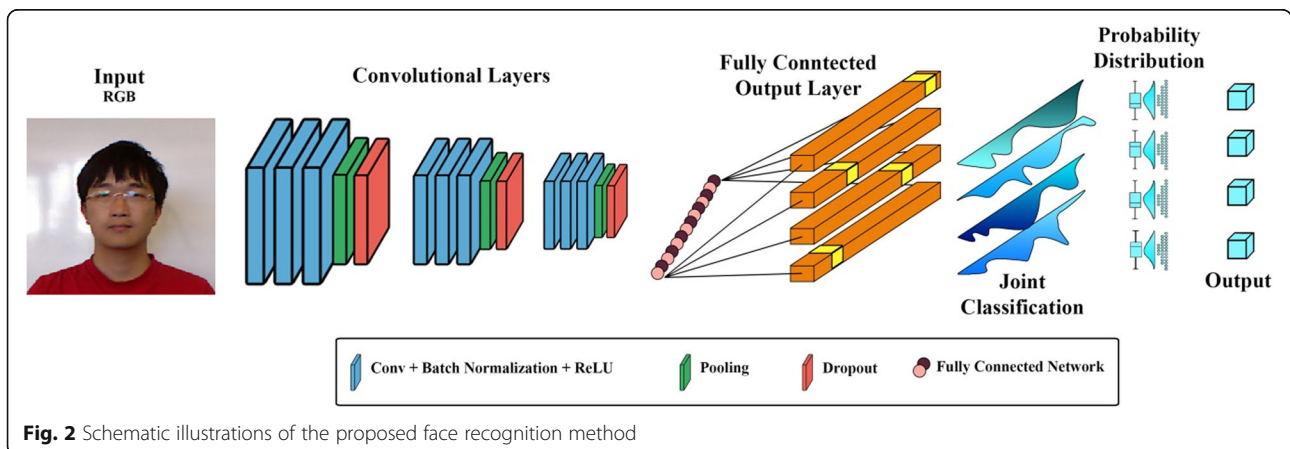 Input
RGB
Convolutional Layers
Fully Conntected
Output Layer
Probability
Distribution
Joint
Classification
Output
Conv + Batch Normalization + ReLU
Pooling
Dropout
Fully Connected Network
Fig. 2 Schematic illustrations of the proposed face recognition method